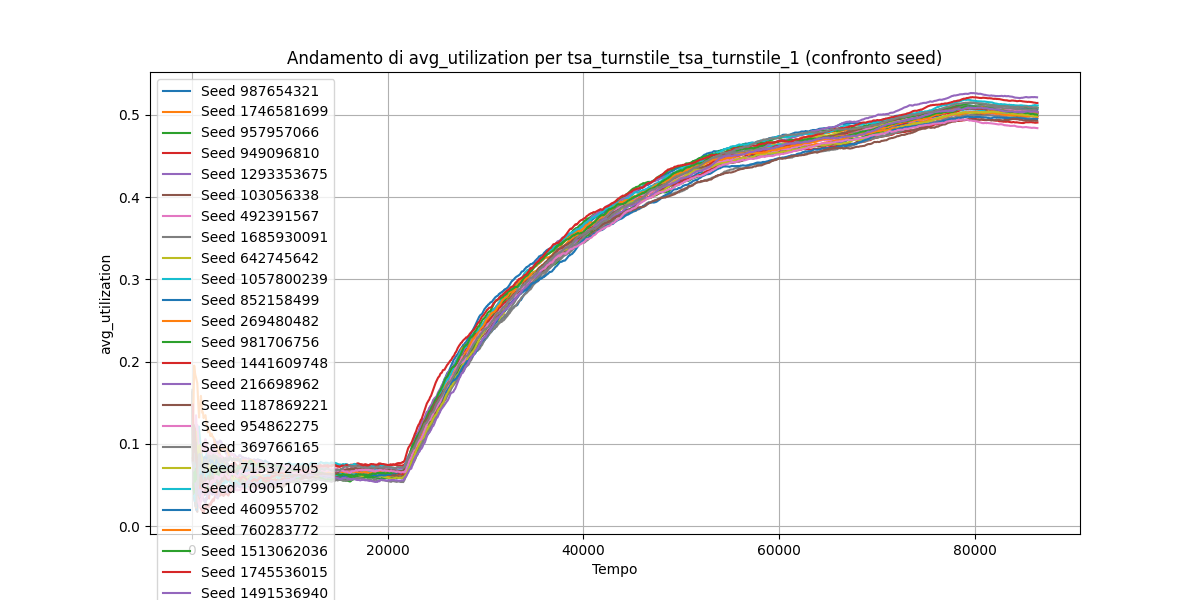 Andamento di avg_utilization per tsa_turnstile_tsa_turnstile_1 (confronto seed)
avg_utilization
0.5
0.4
0.3
0.2
0.1
0.0
Seed 987654321
Seed 1746581699
Seed 957957066
Seed 949096810
Seed 1293353675
Seed 103056338
Seed 492391567
Seed 1685930091
Seed 642745642
Seed 1057800239
Seed 852158499
Seed 269480482
Seed 981706756
Seed 1441609748
Seed 216698962
Seed 1187869221
Seed 954862275
Seed 369766165
Seed 715372405
Seed 1090510799
Seed 460955702
Seed 760283772
Seed 1513062036
Seed 1745536015
Seed 1491536940
0
20000
40000
60000
80000
Tempo